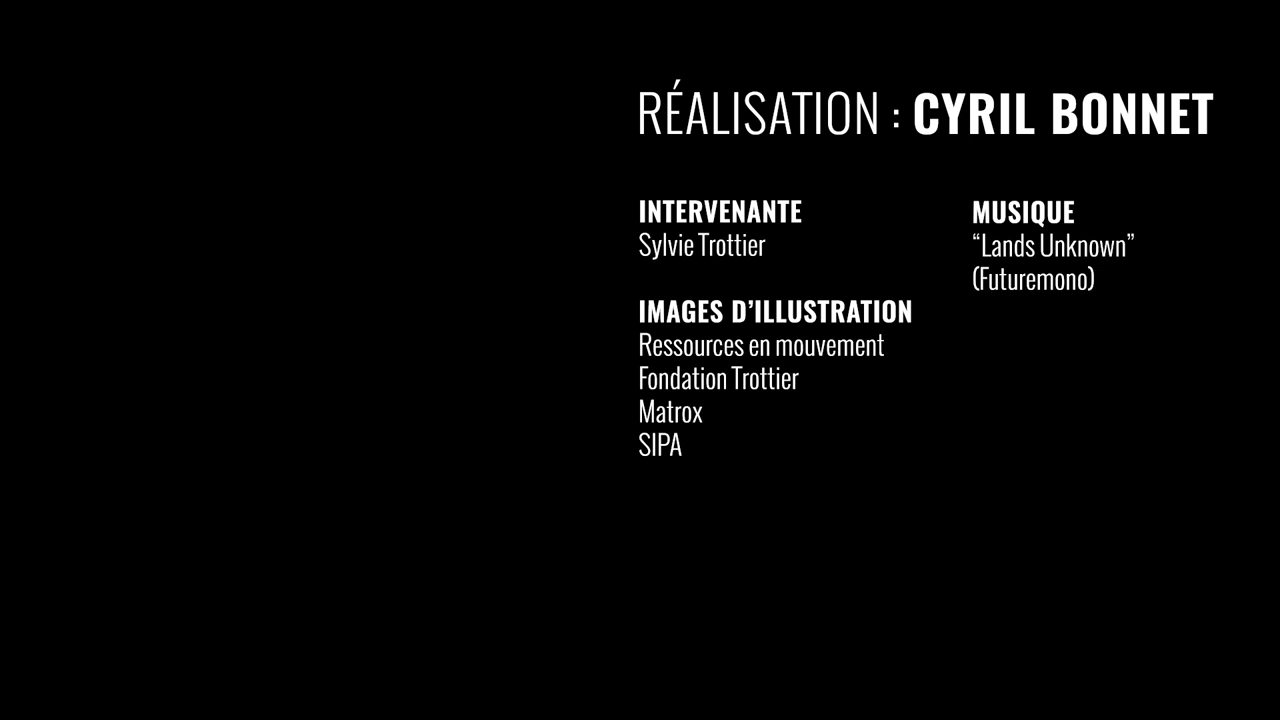 RÉALISATION : CYRIL BONNET
INTERVENANTE
Sylvie Trottier
IMAGES D’ILLUSTRATION
Ressources en mouvement
Fondation Trottier
Matrox
SIPA
MUSIQUE
“Lands Unknown”
(Futuremono)